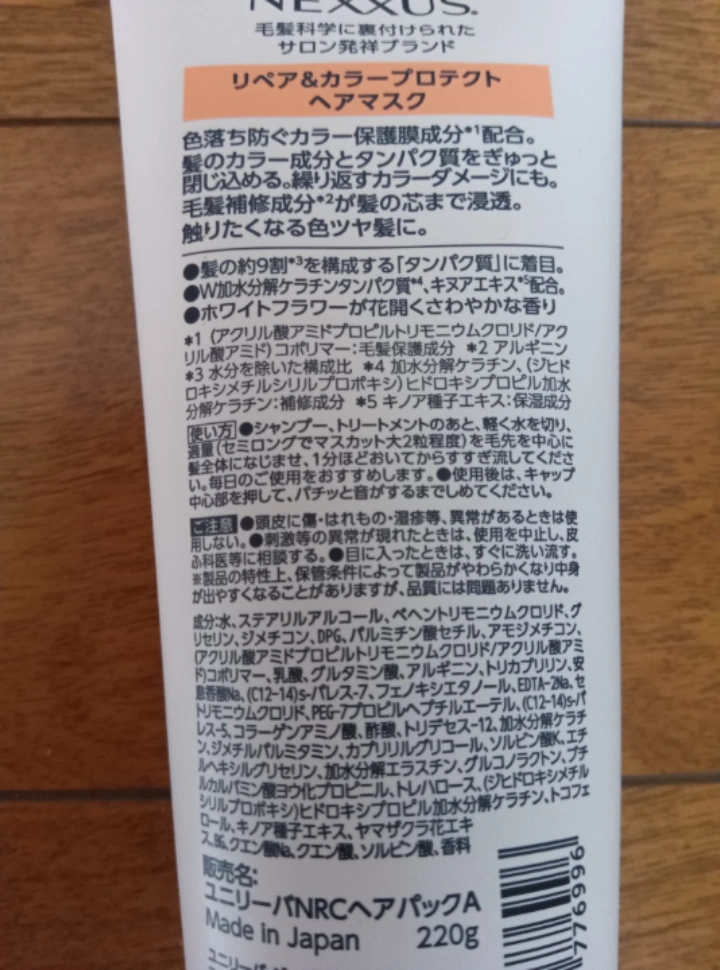 NEXXUS.
毛髪科学に裏付けられた
サロン発祥ブランド
リペア&カラープロテクト
ヘアマスク
色落ち防ぐカラー保護膜成分*1配合。
髪のカラー成分とタンパク質をぎゅっと
閉じ込める。繰り返すカラーダメージにも。
毛髪補修成分*2が髪の芯まで浸透。
触りたくなる色ツヤ髪に。
●髪の約9割*3を構成する「タンパク質」に着目。
●W加水分解ケラチンタンパク質*4、キヌアエキス*5配合。
●ホワイトフラワーが花開くさわやかな香り
*1 (アクリル酸アミドプロピルトリモニウムクロリド/アク
リル酸アミド)コポリマー:毛髪保護成分 *2 アルギニン
*3 水分を除いた構成比 *4 加水分解ケラチン、(ジヒド
ロキシメチルシリルプロポキシ)ヒドロキシプロピル加水
分解ケラチン:補修成分 *5 キノア種子エキス:保湿成分
使い方 ●シャンプー、トリートメントのあと、軽く水を切り、
適量(セミロングでマスカット大2粒程度)を毛先を中心に
髪全体になじませ、1分ほどおいてからすすぎ流してくださ
い。毎日のご使用をおすすめします。●使用後は、キャップ
中心部を押して、パチッと音がするまでしめてください。
ご注意 ●頭皮に傷・はれもの・湿疹等、異常があるときは使
用しない。●刺激等の異常が現れたときは、使用を中止し、皮
ふ科医等に相談する。●目に入ったときは、すぐに洗い流す。
※製品の特性上、保管条件によって製品がやわらかくなり中身
が出やすくなることがありますが、品質には問題ありません。
成分:水、ステアリルアルコール、ベヘントリモニウムクロリド、グ
リセリン、ジメチコン、DPG、パルミチン酸セチル、アモジメチコン、
(アクリル酸アミドプロピルトリモニウムクロリド/アクリル酸アミ
ド)コポリマー、乳酸、グルタミン酸、アルギニン、トリカプリリン、安
息香酸Na、(C12-14)s-パレス-7、フェノキシエタノール、EDTA-2Na、セ
トリモニウムクロリド、PEG-7プロピルヘプチルエーテル、(C12-14)s-パ
レス-5、コラーゲンアミノ酸、酢酸、トリデセス-12、加水分解ケラチ
ン、ジメチルパルミタミン、カプリリルグリコール、ソルビン酸K、エチ
ルヘキシルグリセリン、加水分解エラスチン、グルコノラクトン、ブチ
ルカルバミン酸ヨウ化プロピニル、トレハロース、(ジヒドロキシメチル
シリルプロポキシ)ヒドロキシプロピル加水分解ケラチン、トコフェ
ロール、キノア種子エキス、ヤマザクラ花エキ
ス、BG、クエン酸Na、クエン酸、ソルビン酸、香料
販売名:
ユニリーバNRCヘアパックA
Made in Japan 220g
776996